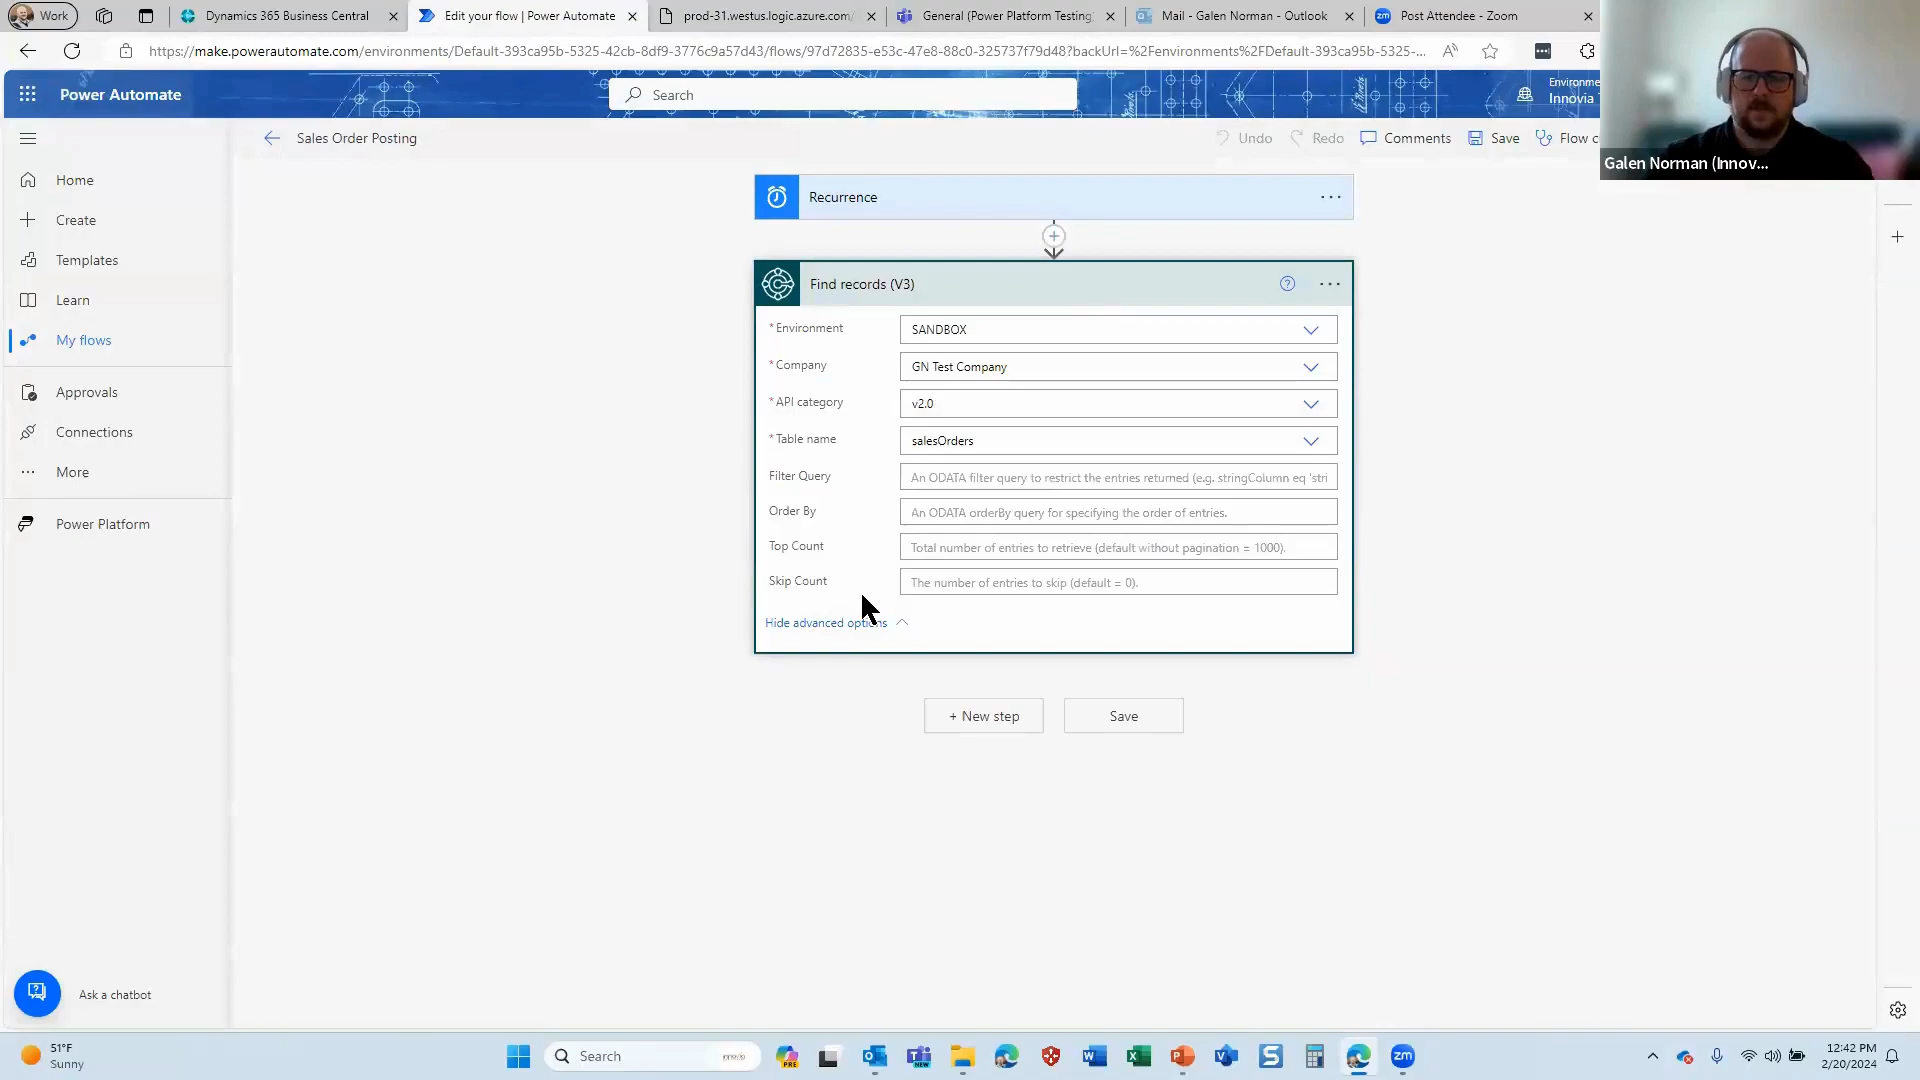 Work
Dynamics 365 Business Central
Edit your flow | Power Automate
prod-31.westus.logic.azure.com/
General (Power Platform Testing)
Mail - Galen Norman - Outlook
Post Attendee - Zoom
https://make.powerautomate.com/environments/Default-393ca95b-5325-42cb-8df9-3776c9a57d43/flows/97d72835-e53c-47e8-88c0-325737f79d48?backUrl=%2Fenvironments%2FDefault-393ca95b-5325-...
Power Automate
Search
Environme
Innovia
Galen Norman (Innov...
Sales Order Posting
Undo
Redo
Comments
Save
Flow c
Home
Create
Templates
Learn
My flows
Approvals
Connections
More
Power Platform
Recurrence
Find records (V3)
* Environment
SANDBOX
* Company
GN Test Company
* API category
v2.0
* Table name
salesOrders
Filter Query
An ODATA filter query to restrict the entries returned (e.g. stringColumn eq 'stri
Order By
An ODATA orderBy query for specifying the order of entries.
Top Count
Total number of entries to retrieve (default without pagination = 1000).
Skip Count
The number of entries to skip (default = 0).
Hide advanced options
+ New step
Save
Ask a chatbot
51°F
Sunny
Search
12:42 PM
2/20/2024